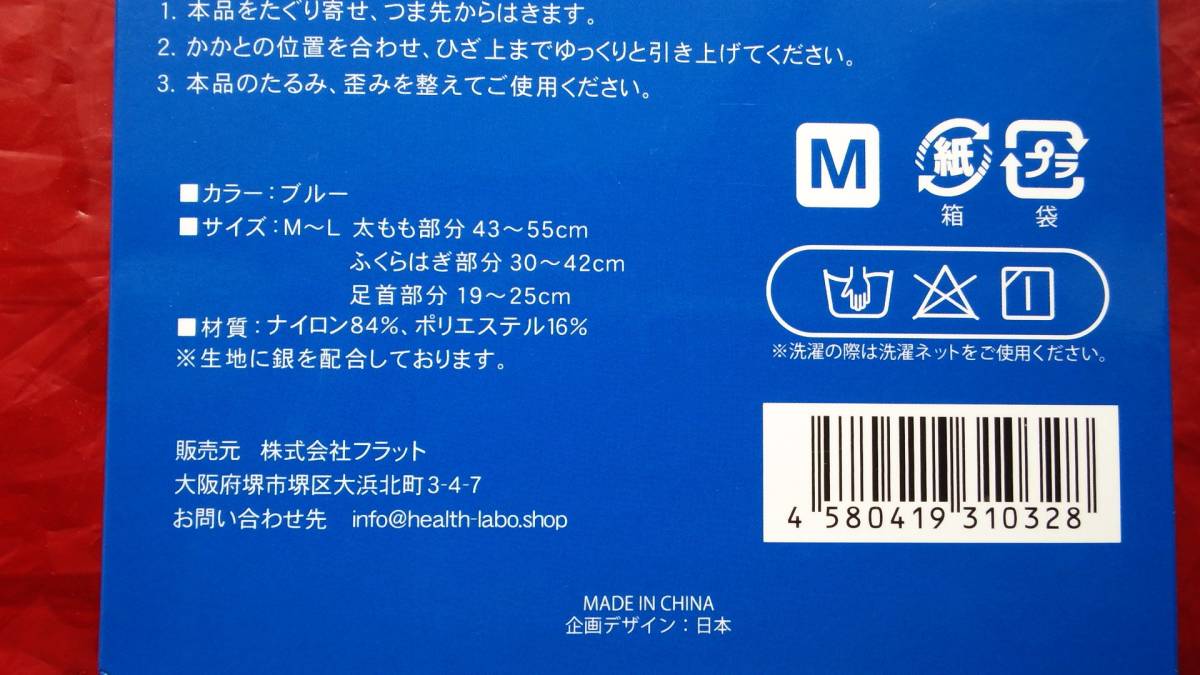 1. 本品をたぐり寄せ、つま先からはきます。
2. かかとの位置を合わせ、ひざ上までゆっくりと引き上げてください。
3. 本品のたるみ、歪みを整えてご使用ください。
M
紙
プラ
箱
袋
■カラー：ブルー
■サイズ：M〜L 太もも部分 43〜55cm
ふくらはぎ部分 30〜42cm
足首部分 19〜25cm
■材質：ナイロン84%、ポリエステル16%
※生地に銀を配合しております。
※洗濯の際は洗濯ネットをご使用ください。
販売元 株式会社フラット
大阪府堺市堺区大浜北町3-4-7
お問い合わせ先 info@health-labo.shop
4 580419 310328
MADE IN CHINA
企画デザイン：日本